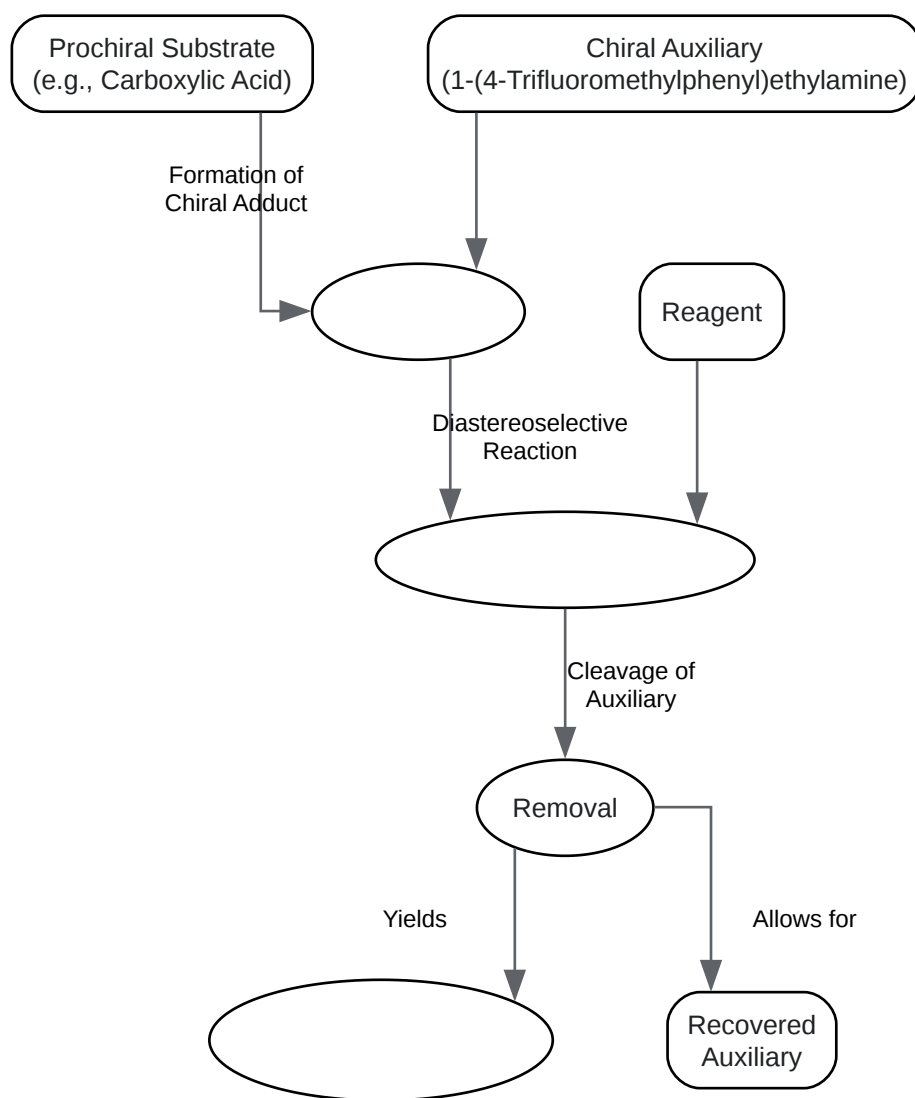 Prochiral Substrate
(e.g., Carboxylic Acid)
Chiral Auxiliary
(1-(4-Trifluoromethylphenyl)ethylamine)
Formation of
Chiral Adduct
Reagent
Diastereoselective
Reaction
Cleavage of
Auxiliary
Removal
Yields
Allows for
Recovered
Auxiliary